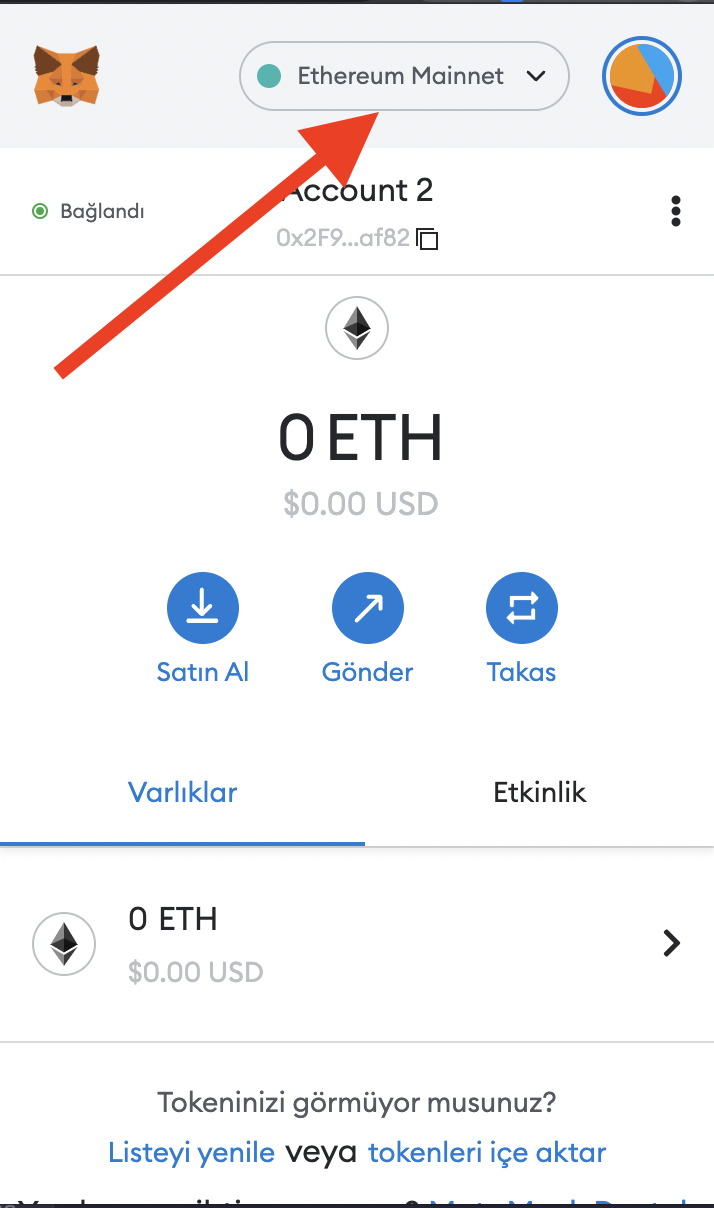 Ethereum Mainnet
Account 2
Bağlandı
0x2F9...af82
0 ETH
$0.00 USD
Satın Al Gönder Takas
Varlıklar Etkinlik
0 ETH
$0.00 USD
Tokeninizi görmüyor musunuz?
Listeyi yenile veya tokenleri içe aktar